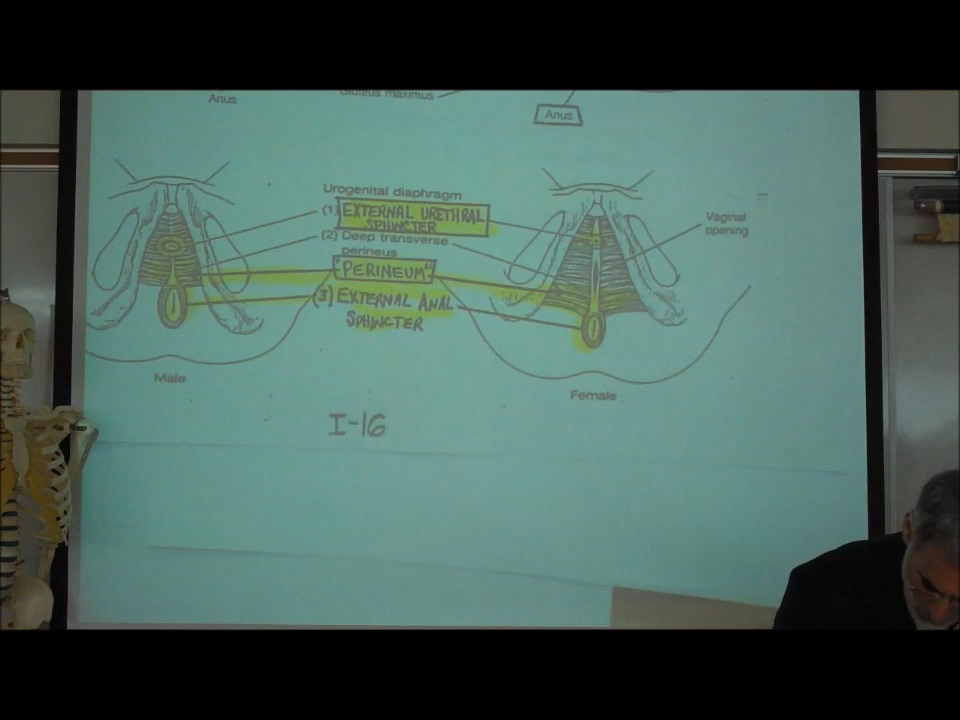 Anus
Gluteus maximus
Anus
Urogenital diaphragm
(1) EXTERNAL URETHRAL
SPHINCTER
(2) Deep transverse
perineus
"PERINEUM"
(3) EXTERNAL ANAL
SPHINCTER
Vaginal
opening
Male
Female
I-16